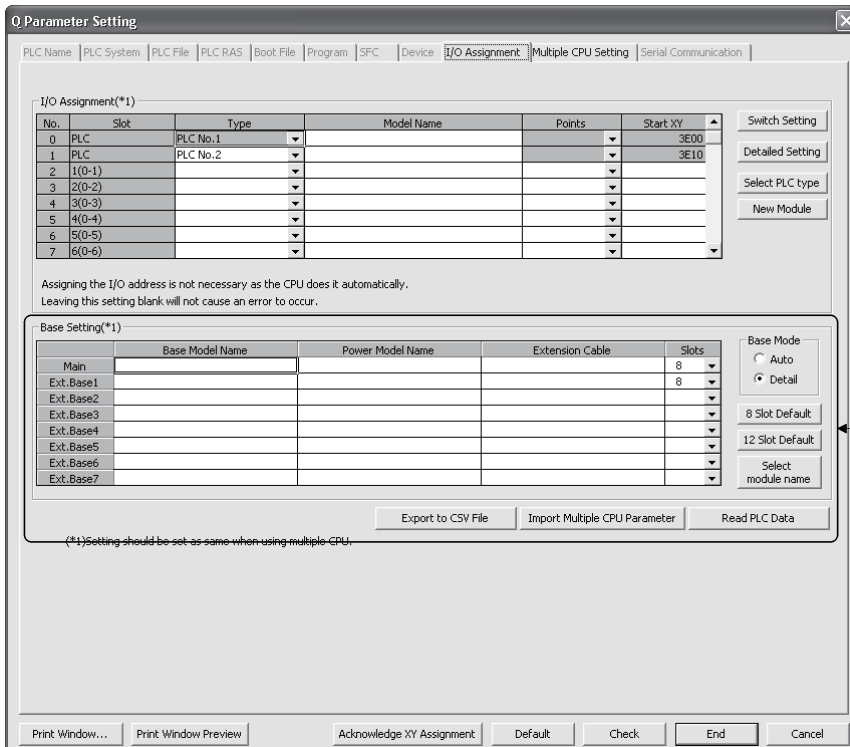 Q Parameter Setting
PLC Name PLC System PLC File PLC RAS Boot File Program SFC Device I/O Assignment Multiple CPU Setting Serial Communication
I/O Assignment(*1)
No. Slot Type Model Name Points Start XY
0 PLC PLC No.1 3E00
1 PLC PLC No.2 3E10
2 1(0-1)
3 2(0-2)
4 3(0-3)
5 4(0-4)
6 5(0-5)
7 6(0-6)
Switch Setting
Detailed Setting
Select PLC type
New Module
Assigning the I/O address is not necessary as the CPU does it automatically.
Leaving this setting blank will not cause an error to occur.
Base Setting(*1)
Base Model Name Power Model Name Extension Cable Slots
Main 8
Ext.Base1 8
Ext.Base2
Ext.Base3
Ext.Base4
Ext.Base5
Ext.Base6
Ext.Base7
Base Mode
Auto
Detail
8 Slot Default
12 Slot Default
Select
module name
Export to CSV File Import Multiple CPU Parameter Read PLC Data
(*1)Setting should be set as same when using multiple CPU.
Print Window... Print Window Preview Acknowledge XY Assignment Default Check End Cancel